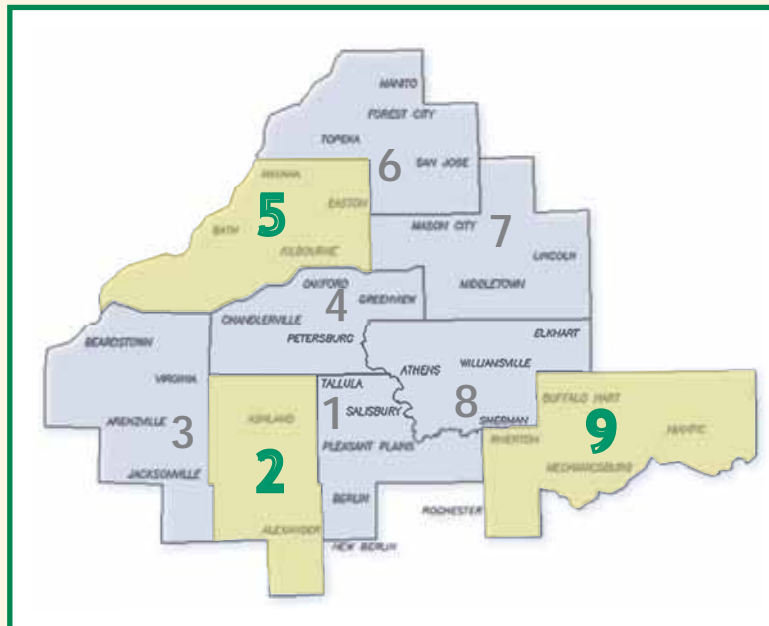 MANITO
FOREST CITY
TOPEKA
6
SAN JOSE
HAVANA
5
EASTON
BATH
KILBOURNE
MASON CITY
7
LINCOLN
MIDDLETOWN
OAKFORD
4
GREENVIEW
CHANDLERVILLE
PETERSBURG
ELKHART
BEARDSTOWN
ATHENS
WILLIAMSVILLE
VIRGINIA
TALLULA
1
SALISBURY
8
SHERMAN
BUFFALO HART
ARENZVILLE
3
ASHLAND
9
NIANTIC
RIVERTON
PLEASANT PLAINS
MECHANICSBURG
2
JACKSONVILLE
BERLIN
ROCHESTER
ALEXANDER
NEW BERLIN